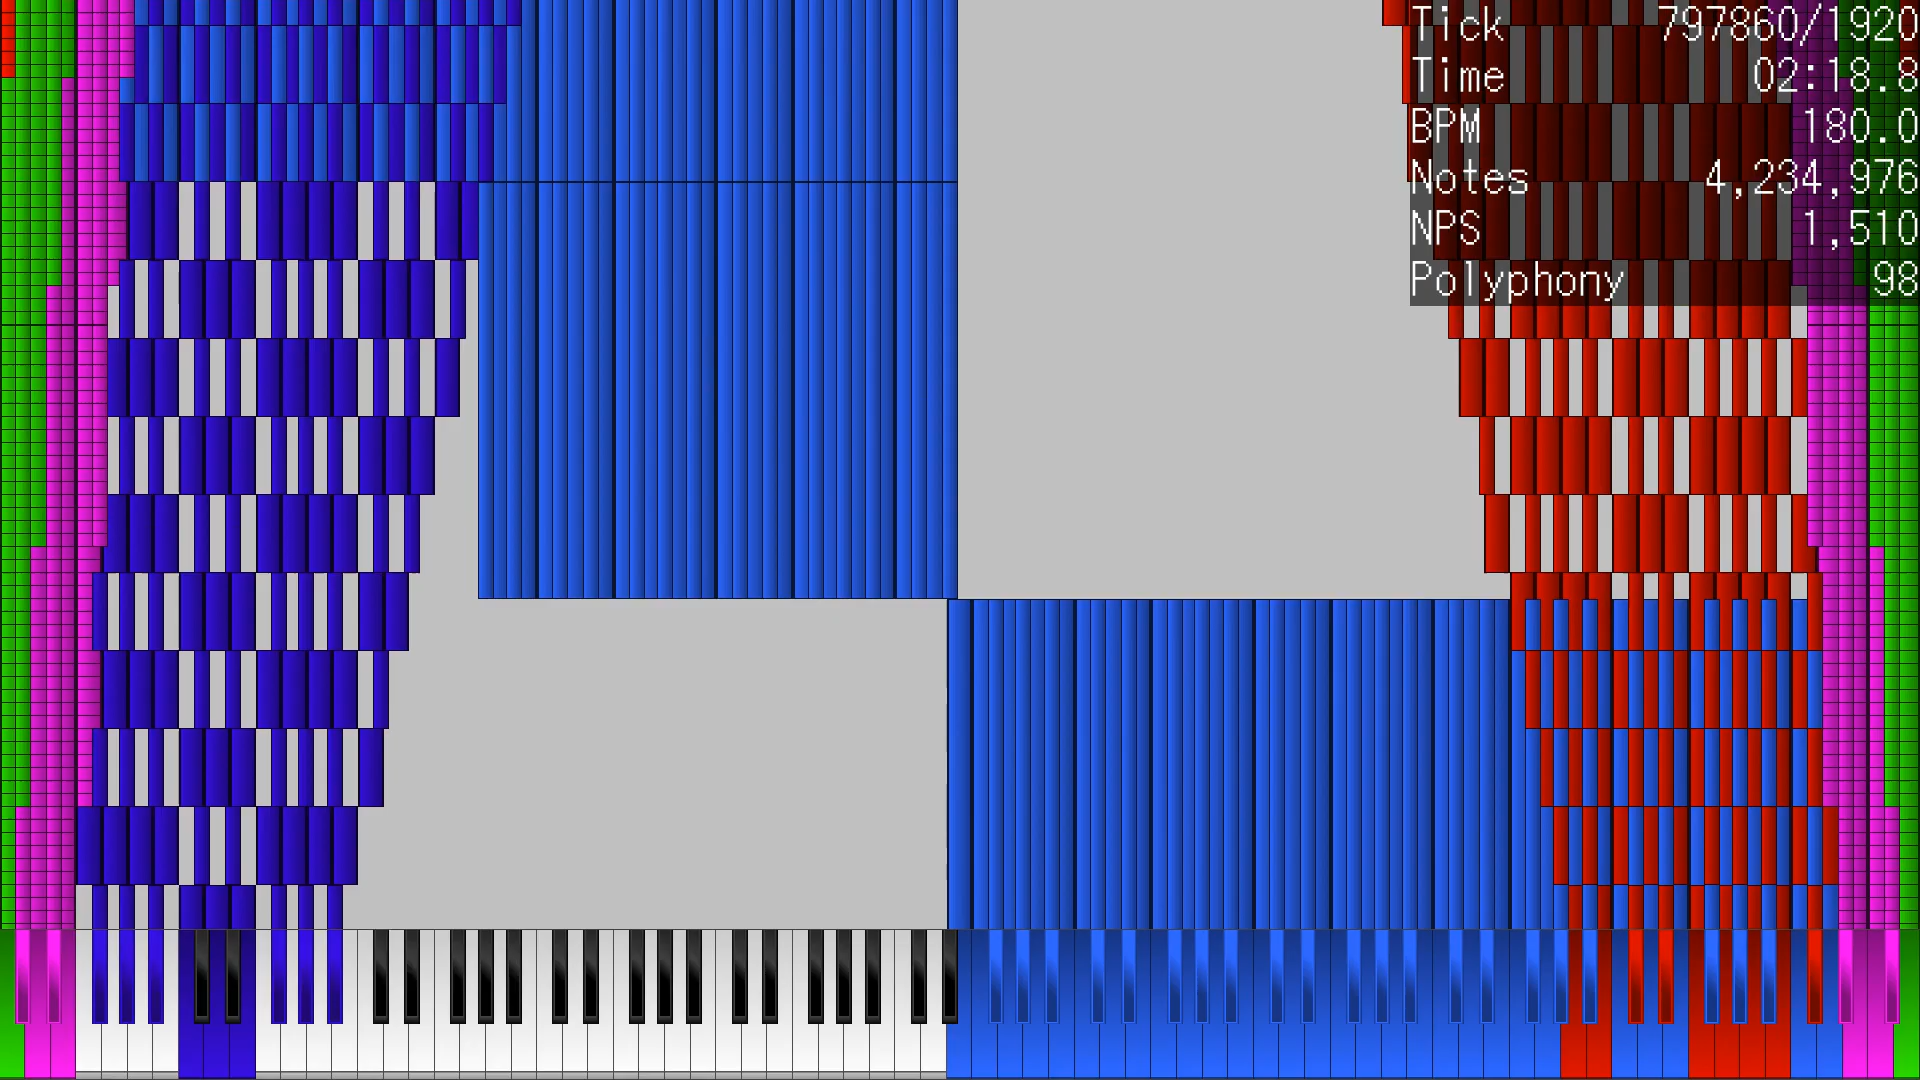 Tick 797860/1920
Time 02:18.8
BPM 180.0
Notes 4,234,976
NPS 1,510
Polyphony 98